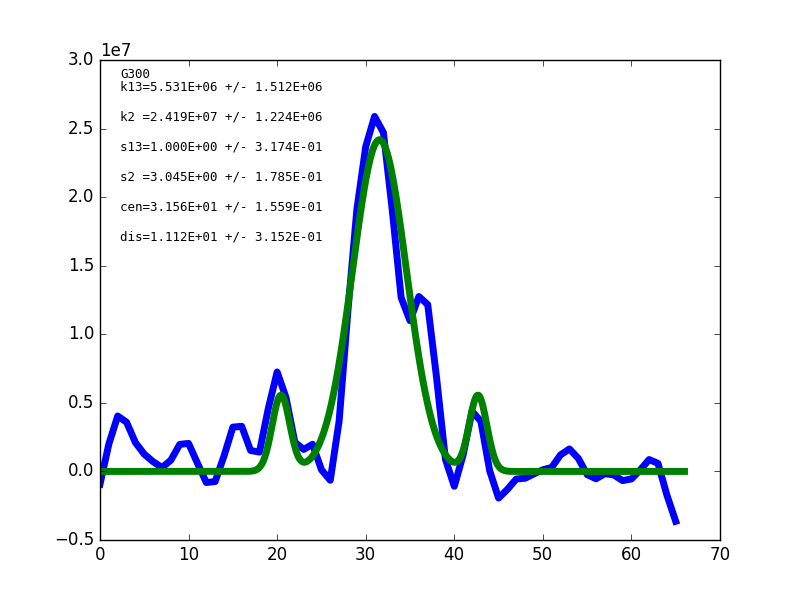 1e7
G300
k13=5.531E+06 +/- 1.512E+06
k2 =2.419E+07 +/- 1.224E+06
s13=1.000E+00 +/- 3.174E-01
s2 =3.045E+00 +/- 1.785E-01
cen=3.156E+01 +/- 1.559E-01
dis=1.112E+01 +/- 3.152E-01
3.0
2.5
2.0
1.5
1.0
0.5
0.0
−0.5
0 10 20 30 40 50 60 70